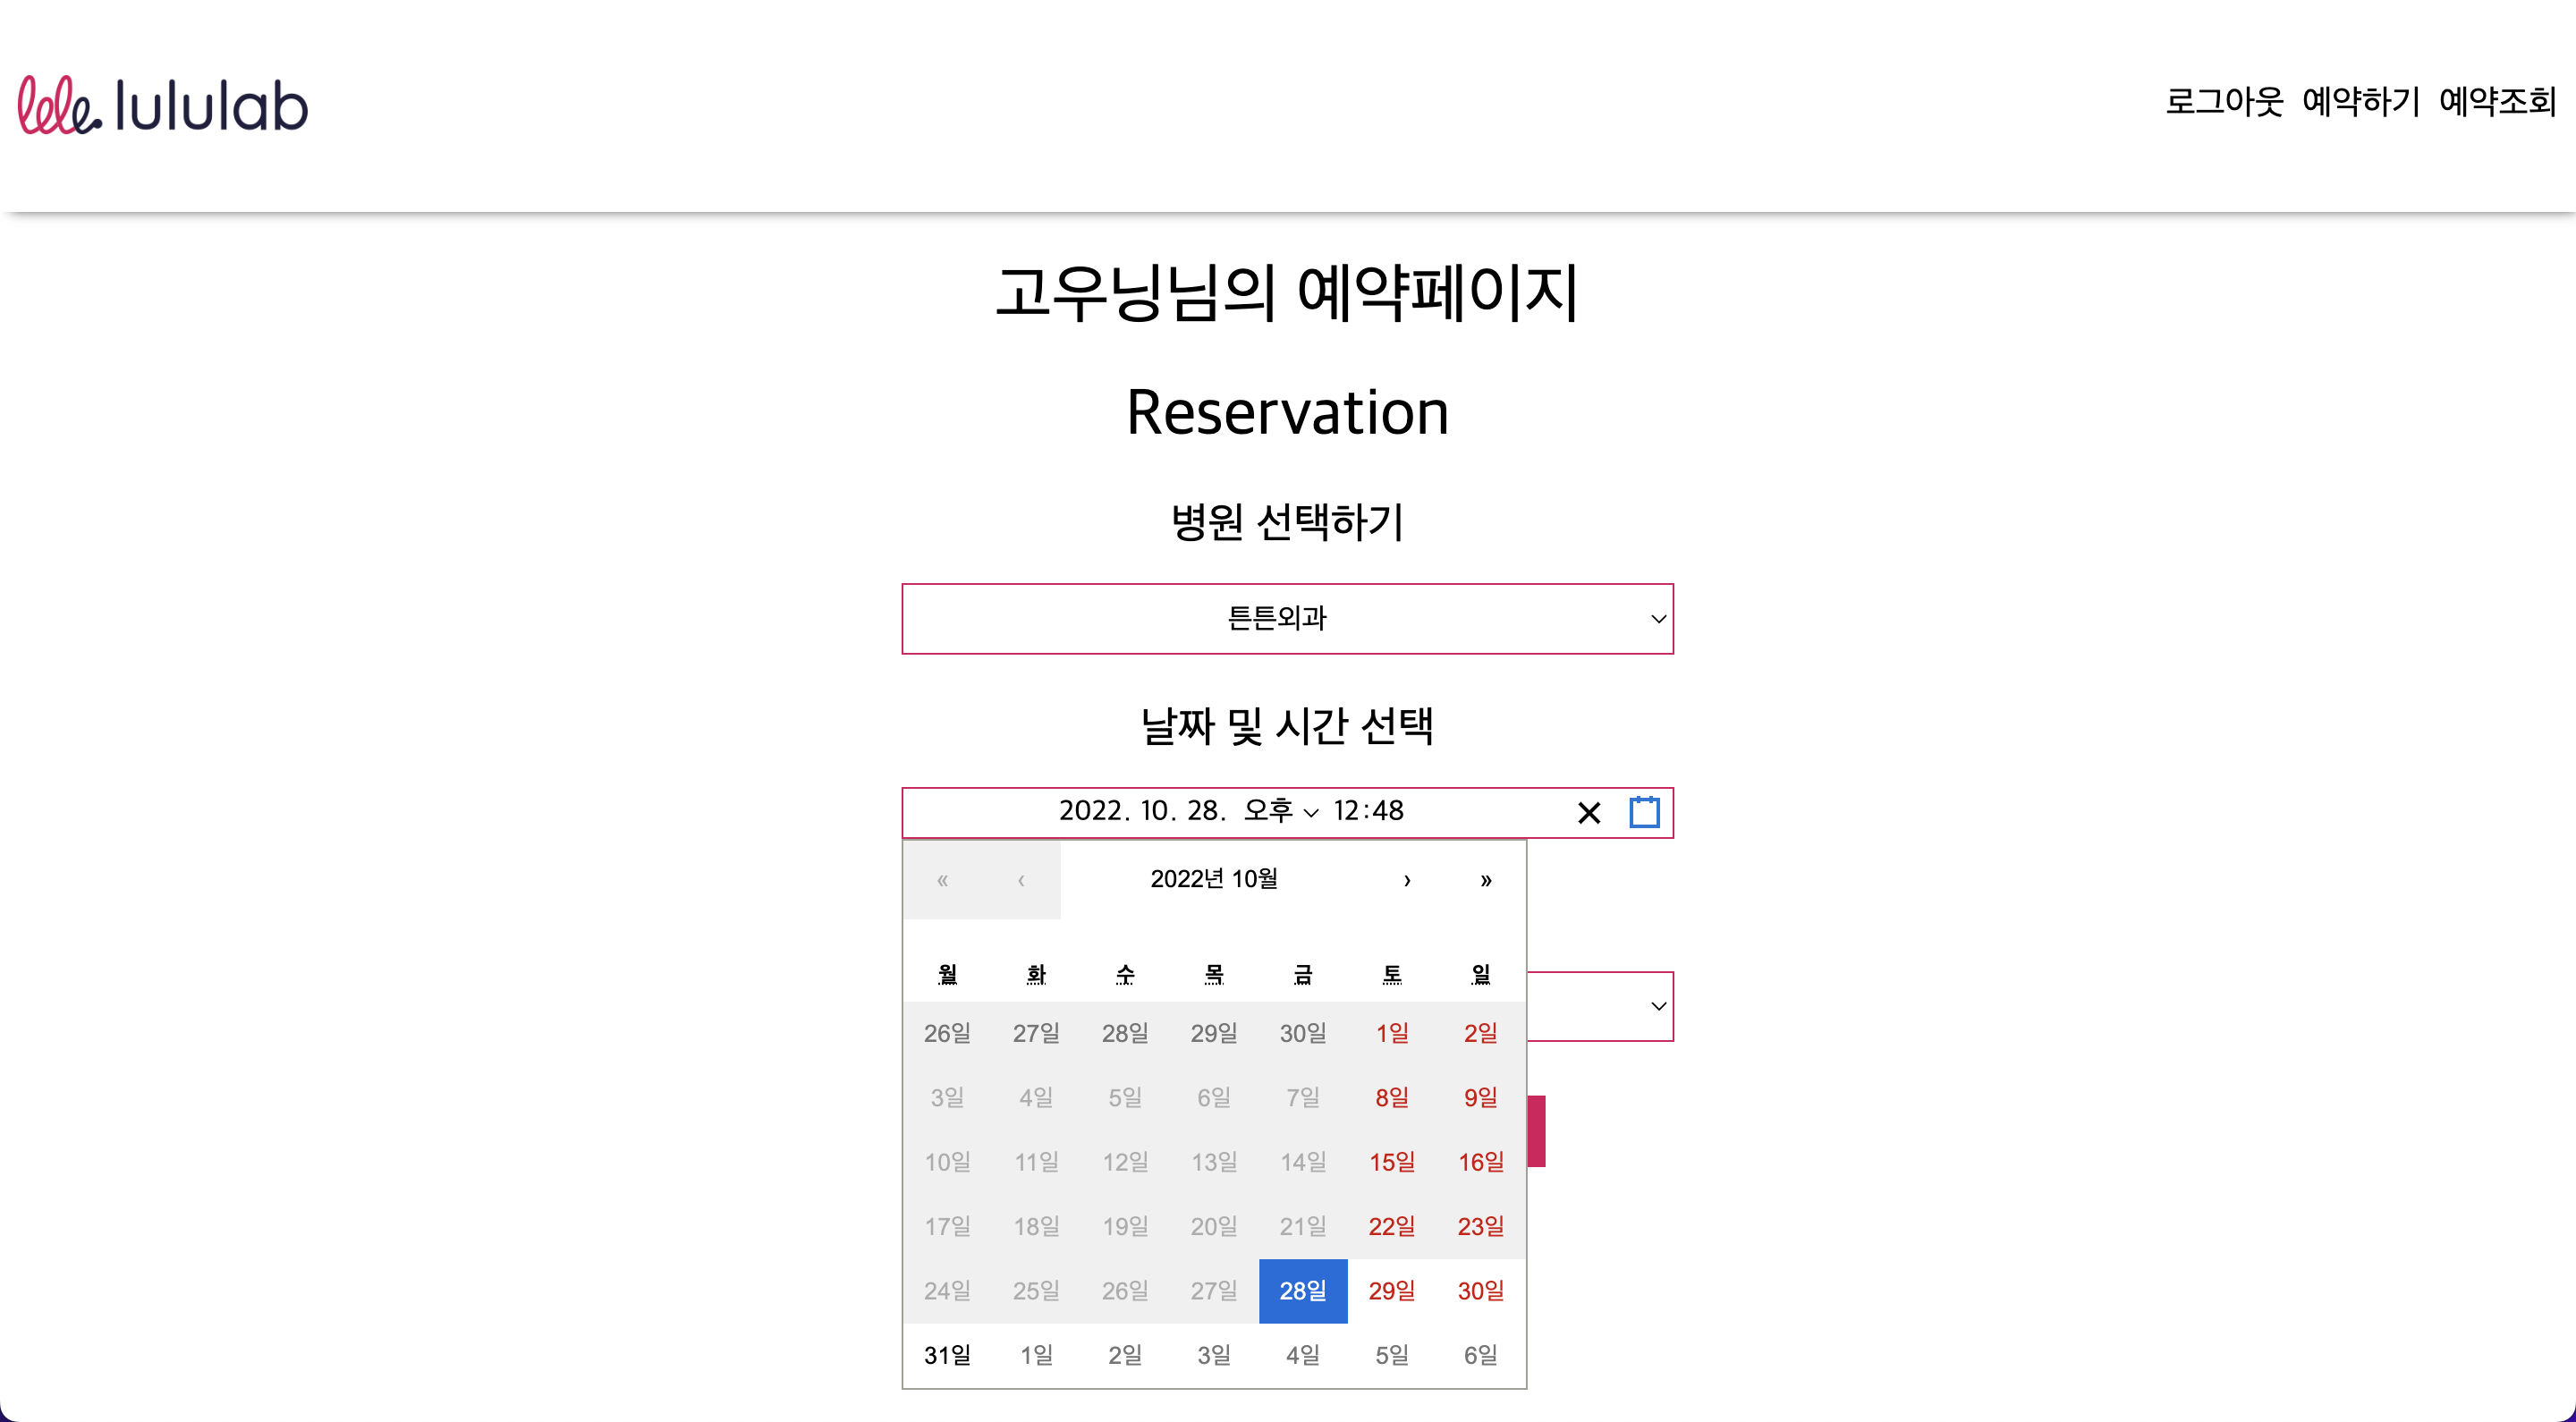 lele. lululab
로그아웃 예약하기 예약조회
고우닝님의 예약페이지
Reservation
병원 선택하기
튼튼외과
날짜 및 시간 선택
2022. 10. 28. 오후 12:48
« ‹ 2022년 10월 › »
월 화 수 목 금 토 일
26일 27일 28일 29일 30일 1일 2일
3일 4일 5일 6일 7일 8일 9일
10일 11일 12일 13일 14일 15일 16일
17일 18일 19일 20일 21일 22일 23일
24일 25일 26일 27일 28일 29일 30일
31일 1일 2일 3일 4일 5일 6일